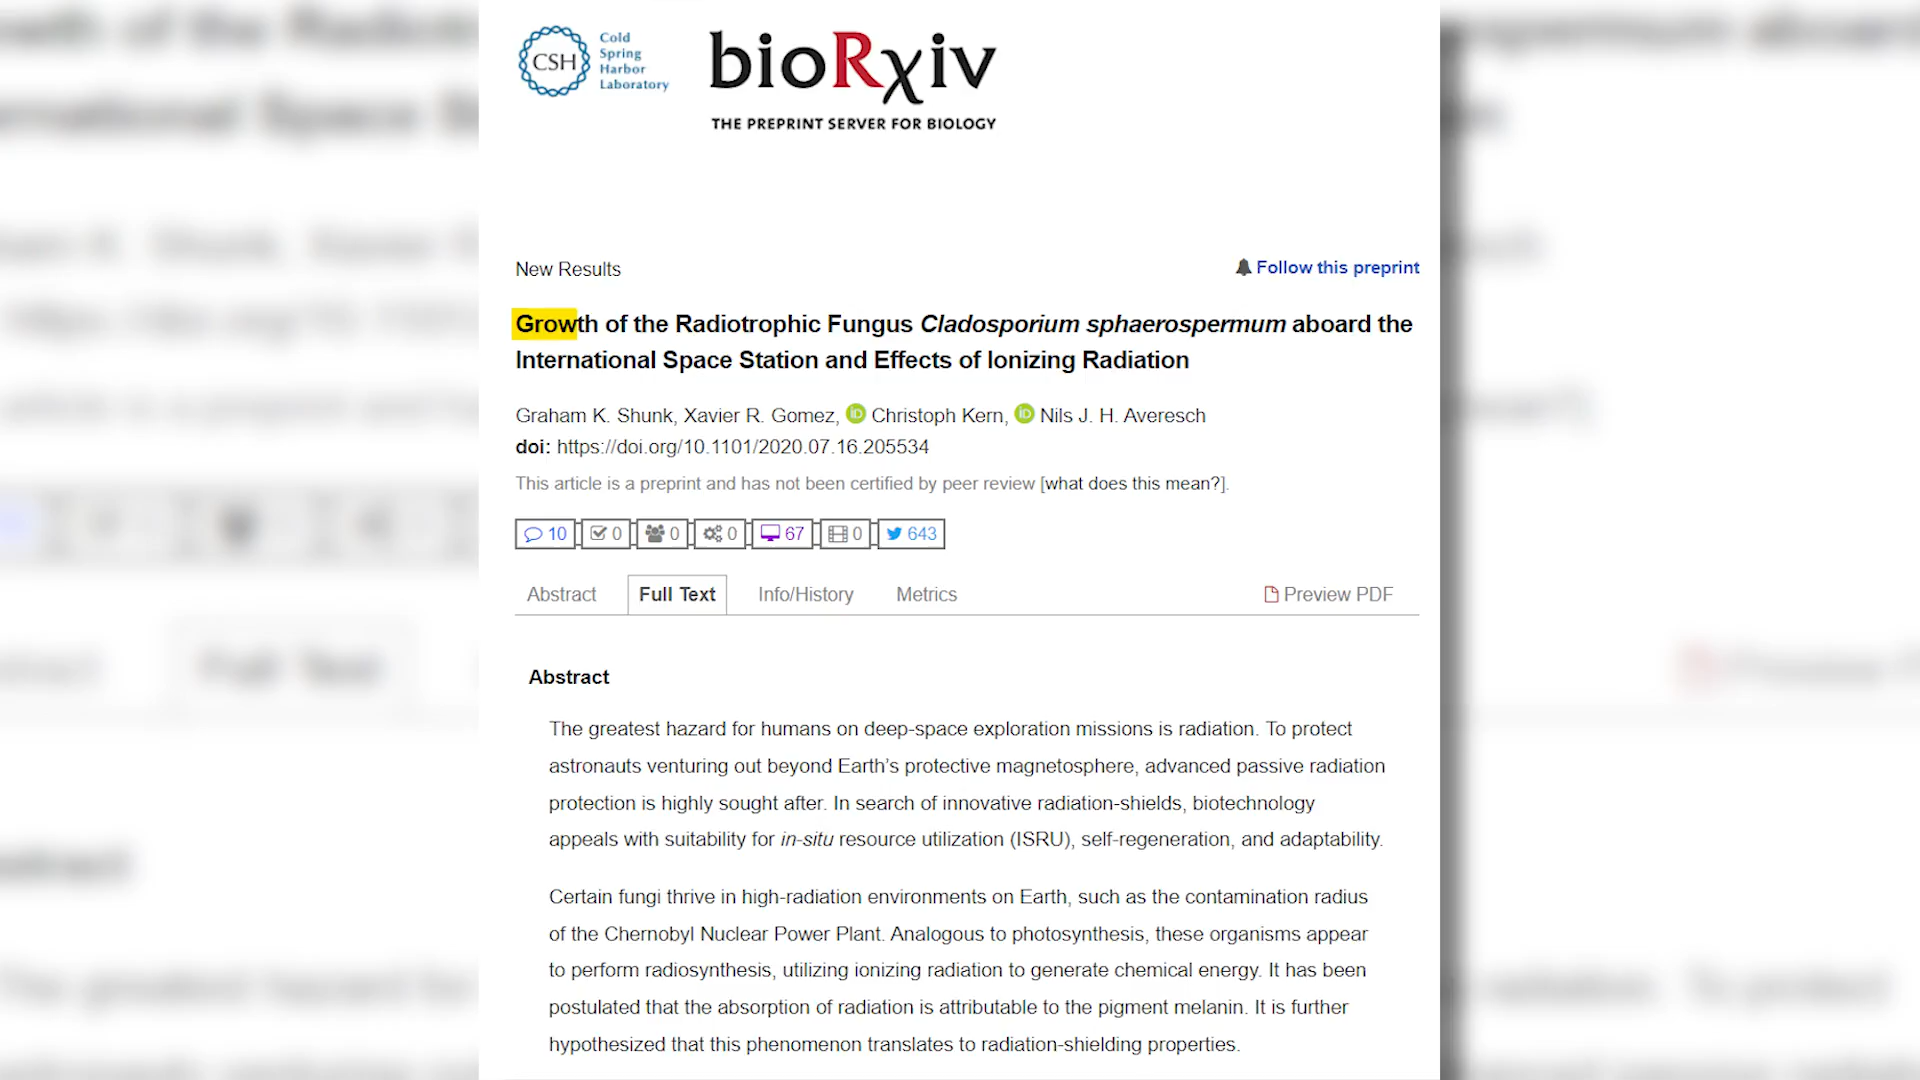 Cold
Spring
Harbor
Laboratory
CSH
bioRχiv
THE PREPRINT SERVER FOR BIOLOGY
New Results
Follow this preprint
Growth of the Radiotrophic Fungus Cladosporium sphaerospermum aboard the
International Space Station and Effects of Ionizing Radiation
Graham K. Shunk, Xavier R. Gomez, iD Christoph Kern, iD Nils J. H. Averesch
doi: https://doi.org/10.1101/2020.07.16.205534
This article is a preprint and has not been certified by peer review [what does this mean?].
10 0 0 0 67 0 643
Abstract Full Text Info/History Metrics Preview PDF
Abstract
The greatest hazard for humans on deep-space exploration missions is radiation. To protect
astronauts venturing out beyond Earth’s protective magnetosphere, advanced passive radiation
protection is highly sought after. In search of innovative radiation-shields, biotechnology
appeals with suitability for in-situ resource utilization (ISRU), self-regeneration, and adaptability.
Certain fungi thrive in high-radiation environments on Earth, such as the contamination radius
of the Chernobyl Nuclear Power Plant. Analogous to photosynthesis, these organisms appear
to perform radiosynthesis, utilizing ionizing radiation to generate chemical energy. It has been
postulated that the absorption of radiation is attributable to the pigment melanin. It is further
hypothesized that this phenomenon translates to radiation-shielding properties.